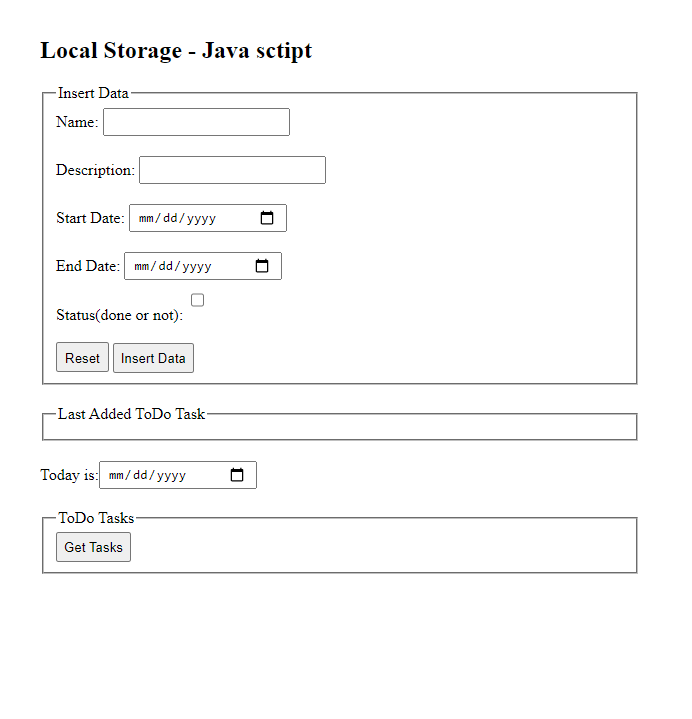 Local Storage - Java sctipt
Insert Data
Name:
Description:
Start Date: mm/dd/yyyy
End Date: mm/dd/yyyy
Status(done or not):
Reset Insert Data
Last Added ToDo Task
Today is: mm/dd/yyyy
ToDo Tasks
Get Tasks